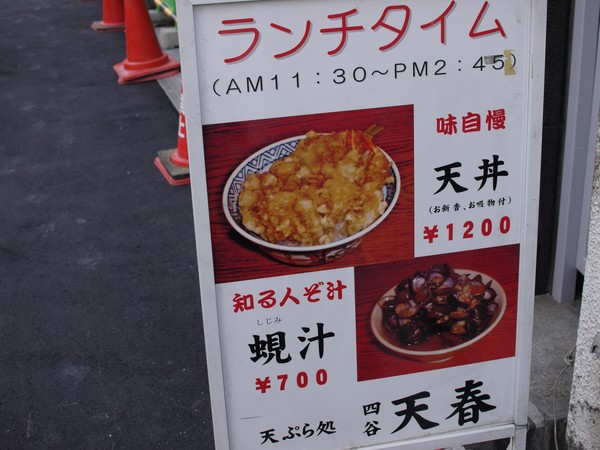 ランチタイム
(AM11:30～PM2:45)
味自慢
天丼
(お新香、お吸物付)
¥1200
知る人ぞ汁
しじみ
蜆汁
¥700
天ぷら処 四谷 天春